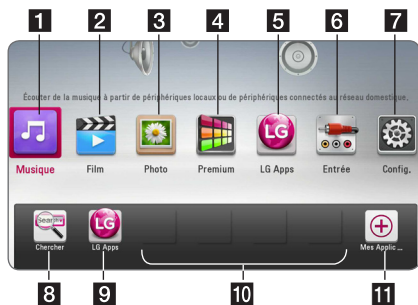 1 2 3 4 5 6 7
Écouter de la musique à partir de périphériques locaux ou de périphériques connectés au réseau domestique.
LG LG
Musique Film Photo Premium LG Apps Entrée Config.
Search
LG
Chercher LG Apps Mes Applic ...
8 9 10 11